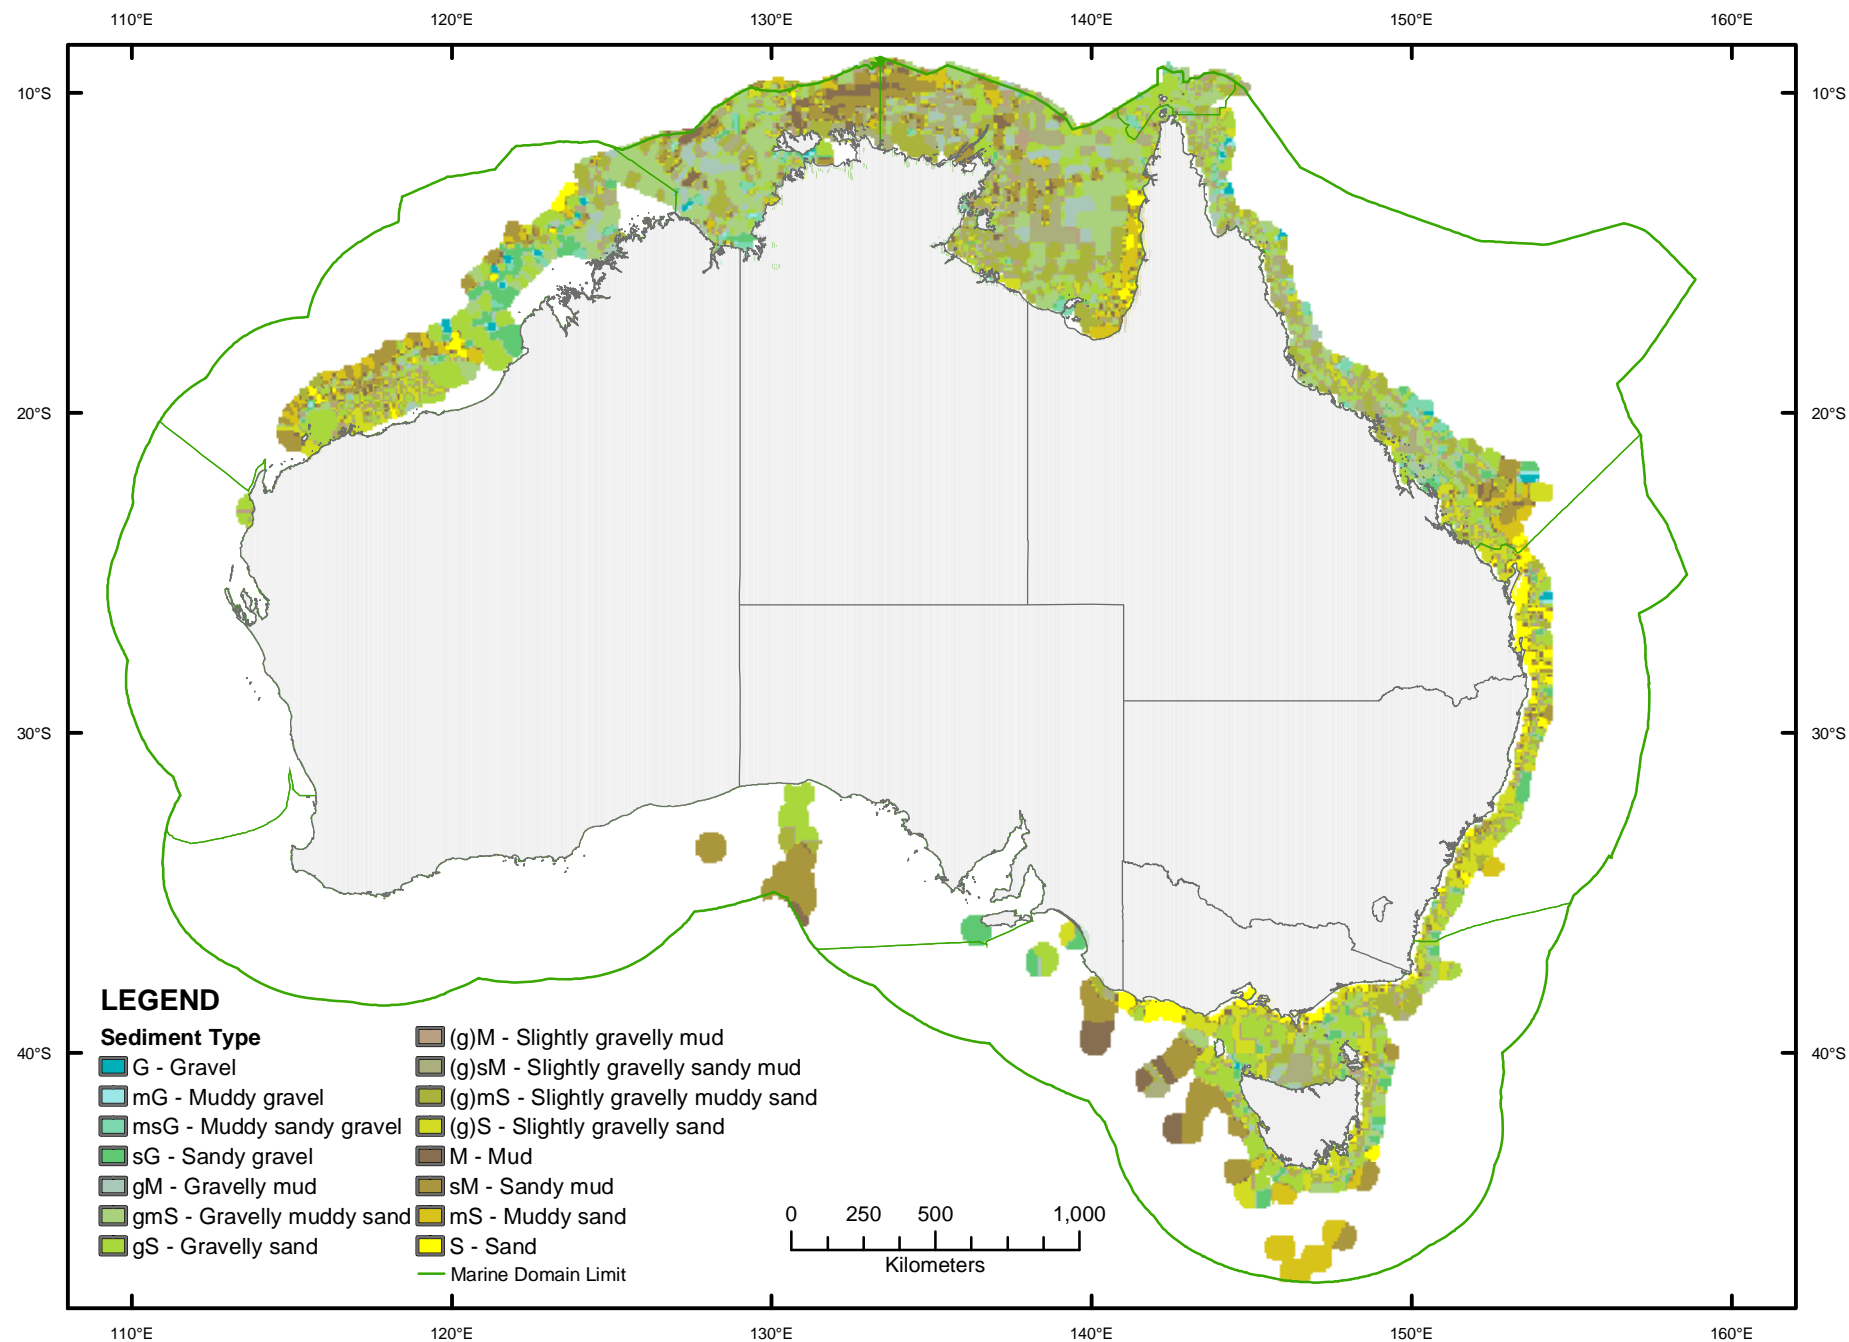 110°E 120°E 130°E 140°E 150°E 160°E
10°S 10°S
20°S 20°S
30°S 30°S
40°S 40°S
LEGEND
Sediment Type
G - Gravel
mG - Muddy gravel
msG - Muddy sandy gravel
sG - Sandy gravel
gM - Gravelly mud
gmS - Gravelly muddy sand
gS - Gravelly sand
(g)M - Slightly gravelly mud
(g)sM - Slightly gravelly sandy mud
(g)mS - Slightly gravelly muddy sand
(g)S - Slightly gravelly sand
M - Mud
sM - Sandy mud
mS - Muddy sand
S - Sand
Marine Domain Limit
0 250 500 1,000
Kilometers
110°E 120°E 130°E 140°E 150°E 160°E